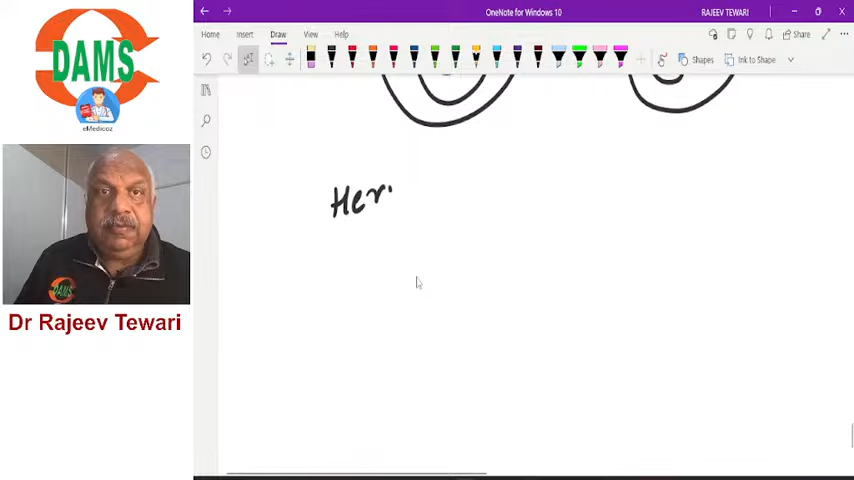 DAMS
eMedicoz
DAMS
Dr Rajeev Tewari
OneNote for Windows 10
RAJEEV TEWARI
Home Insert Draw View Help
Share
Shapes
Ink to Shape
Her